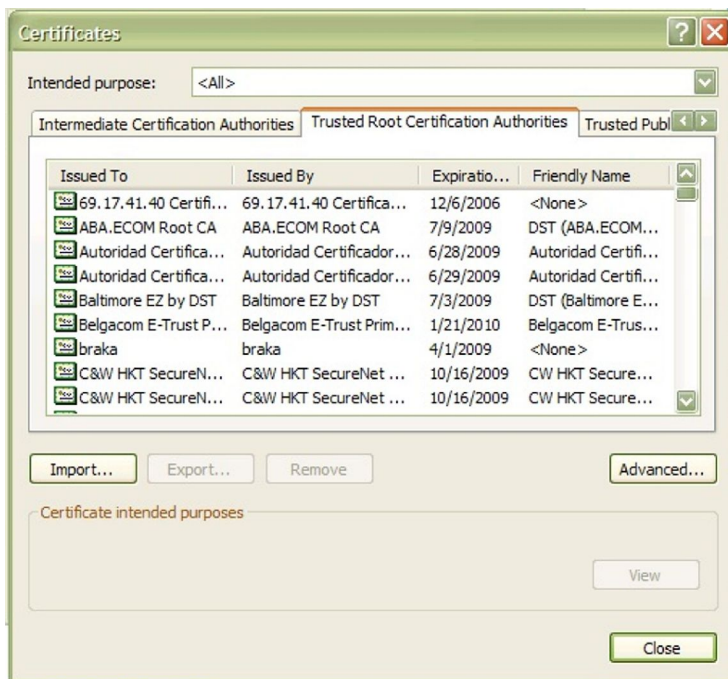 Certificates
Intended purpose: <All>
Intermediate Certification Authorities Trusted Root Certification Authorities Trusted Publ
Issued To Issued By Expiratio... Friendly Name
69.17.41.40 Certifi... 69.17.41.40 Certifica... 12/6/2006 <None>
ABA.ECOM Root CA ABA.ECOM Root CA 7/9/2009 DST (ABA.ECOM...
Autoridad Certifica... Autoridad Certificador... 6/28/2009 Autoridad Certifi...
Autoridad Certifica... Autoridad Certificador... 6/29/2009 Autoridad Certifi...
Baltimore EZ by DST Baltimore EZ by DST 7/3/2009 DST (Baltimore E...
Belgacom E-Trust P... Belgacom E-Trust Prim... 1/21/2010 Belgacom E-Trus...
braka braka 4/1/2009 <None>
C&W HKT SecureN... C&W HKT SecureNet ... 10/16/2009 CW HKT Secure...
C&W HKT SecureN... C&W HKT SecureNet ... 10/16/2009 CW HKT Secure...
Import... Export... Remove Advanced...
Certificate intended purposes
View
Close